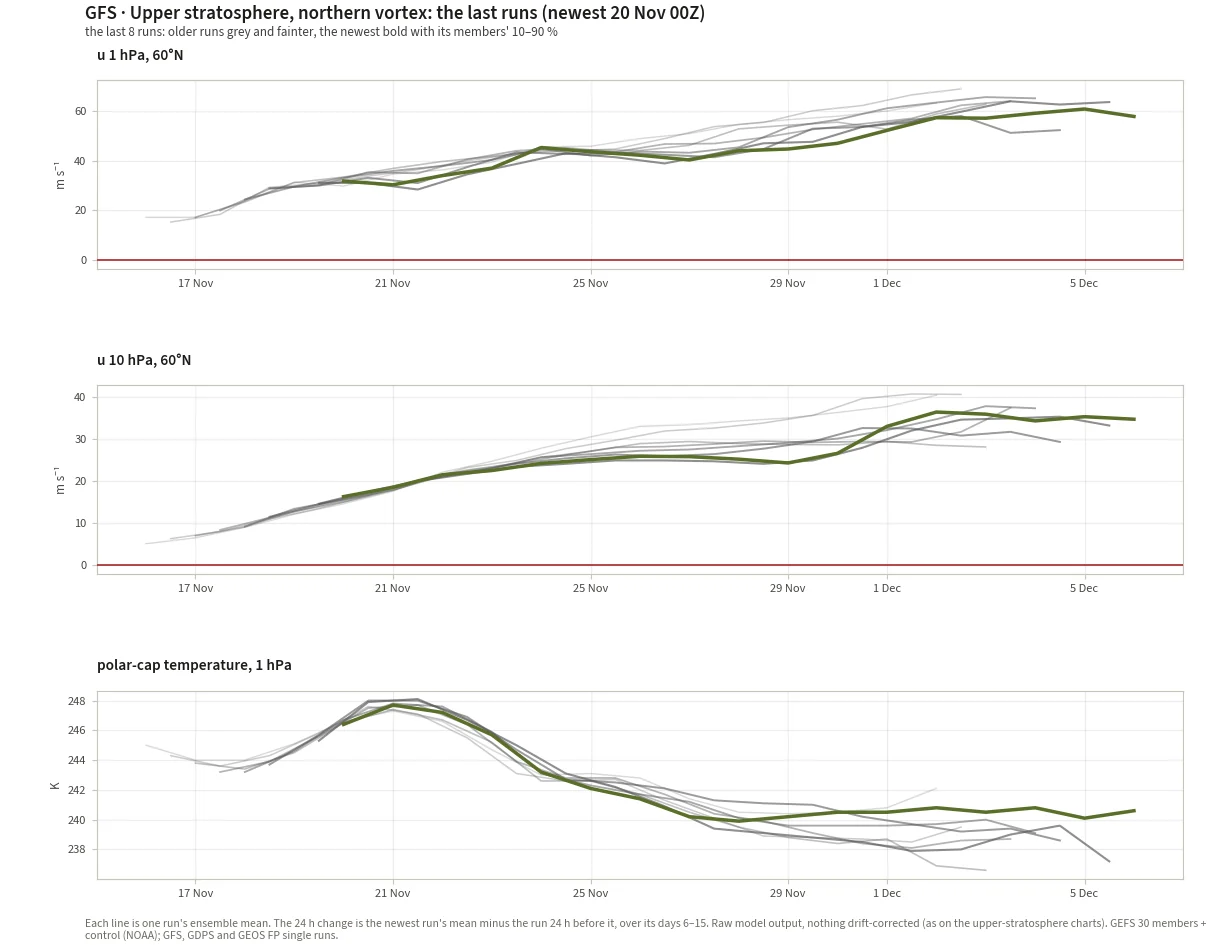 GFS · Upper stratosphere, northern vortex: the last runs (newest 20 Nov 00Z)
the last 8 runs: older runs grey and fainter, the newest bold with its members' 10–90 %
u 1 hPa, 60°N
60
40
20
0
m s⁻¹
17 Nov 21 Nov 25 Nov 29 Nov 1 Dec 5 Dec
u 10 hPa, 60°N
40
30
20
10
0
m s⁻¹
17 Nov 21 Nov 25 Nov 29 Nov 1 Dec 5 Dec
polar-cap temperature, 1 hPa
248
246
244
242
240
238
K
17 Nov 21 Nov 25 Nov 29 Nov 1 Dec 5 Dec
Each line is one run's ensemble mean. The 24 h change is the newest run's mean minus the run 24 h before it, over its days 6–15. Raw model output, nothing drift-corrected (as on the upper-stratosphere charts). GEFS 30 members +
control (NOAA); GFS, GDPS and GEOS FP single runs.